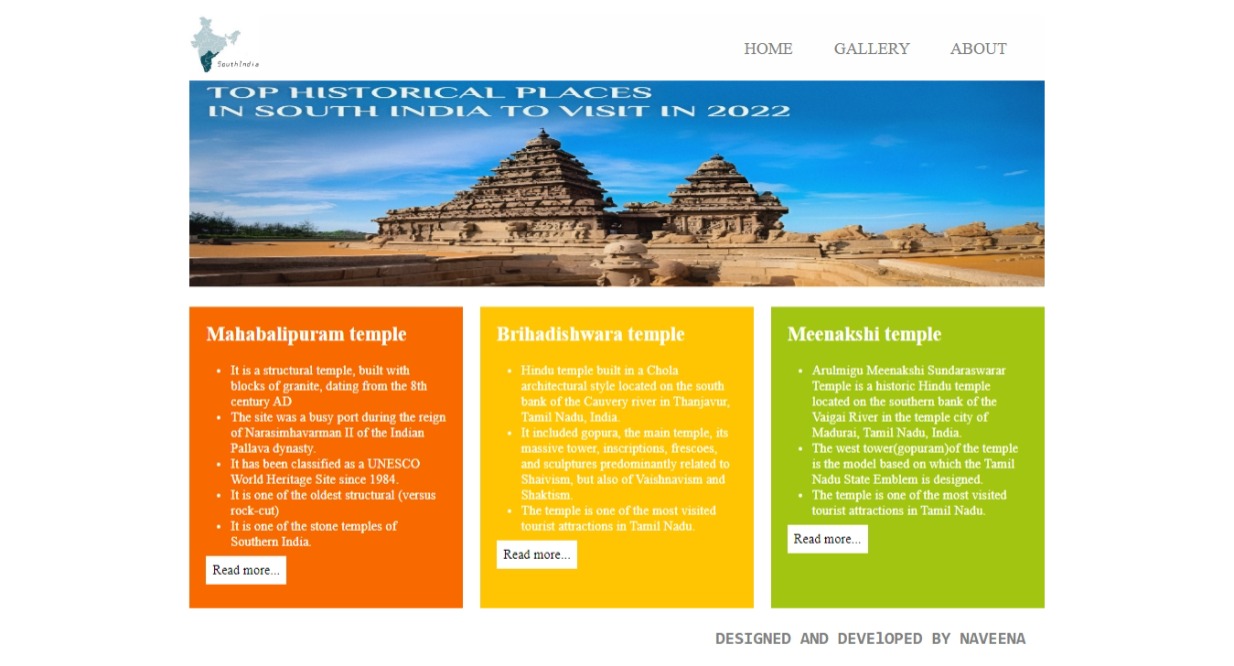 SouthIndia
HOME GALLERY ABOUT
TOP HISTORICAL PLACES
IN SOUTH INDIA TO VISIT IN 2022
Mahabalipuram temple
• It is a structural temple, built with
blocks of granite, dating from the 8th
century AD
• The site was a busy port during the reign
of Narasimhavarman II of the Indian
Pallava dynasty.
• It has been classified as a UNESCO
World Heritage Site since 1984.
• It is one of the oldest structural (versus
rock-cut)
• It is one of the stone temples of
Southern India.
Read more...
Brihadishwara temple
• Hindu temple built in a Chola
architectural style located on the south
bank of the Cauvery river in Thanjavur,
Tamil Nadu, India.
• It included gopura, the main temple, its
massive tower, inscriptions, frescoes,
and sculptures predominantly related to
Shaivism, but also of Vaishnavism and
Shaktism.
• The temple is one of the most visited
tourist attractions in Tamil Nadu.
Read more...
Meenakshi temple
• Arulmigu Meenakshi Sundaraswarar
Temple is a historic Hindu temple
located on the southern bank of the
Vaigai River in the temple city of
Madurai, Tamil Nadu, India.
• The west tower(gopuram)of the temple
is the model based on which the Tamil
Nadu State Emblem is designed.
• The temple is one of the most visited
tourist attractions in Tamil Nadu.
Read more...
DESIGNED AND DEVElOPED BY NAVEENA